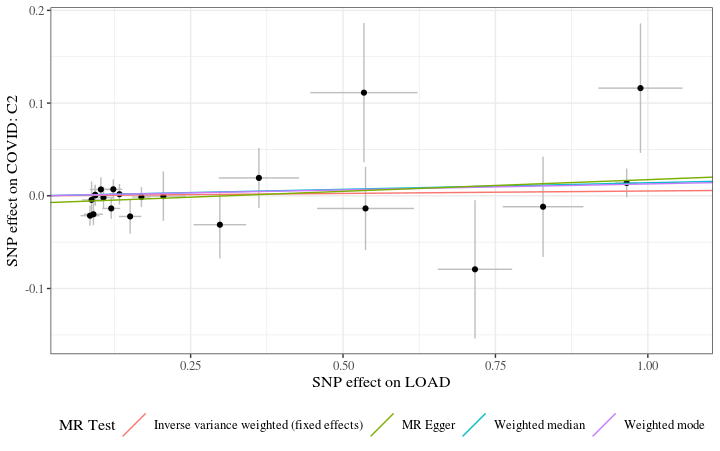 0.2
0.1
0.0
-0.1
SNP effect on COVID: C2
0.25
0.50
0.75
1.00
SNP effect on LOAD
MR Test
Inverse variance weighted (fixed effects)
MR Egger
Weighted median
Weighted mode